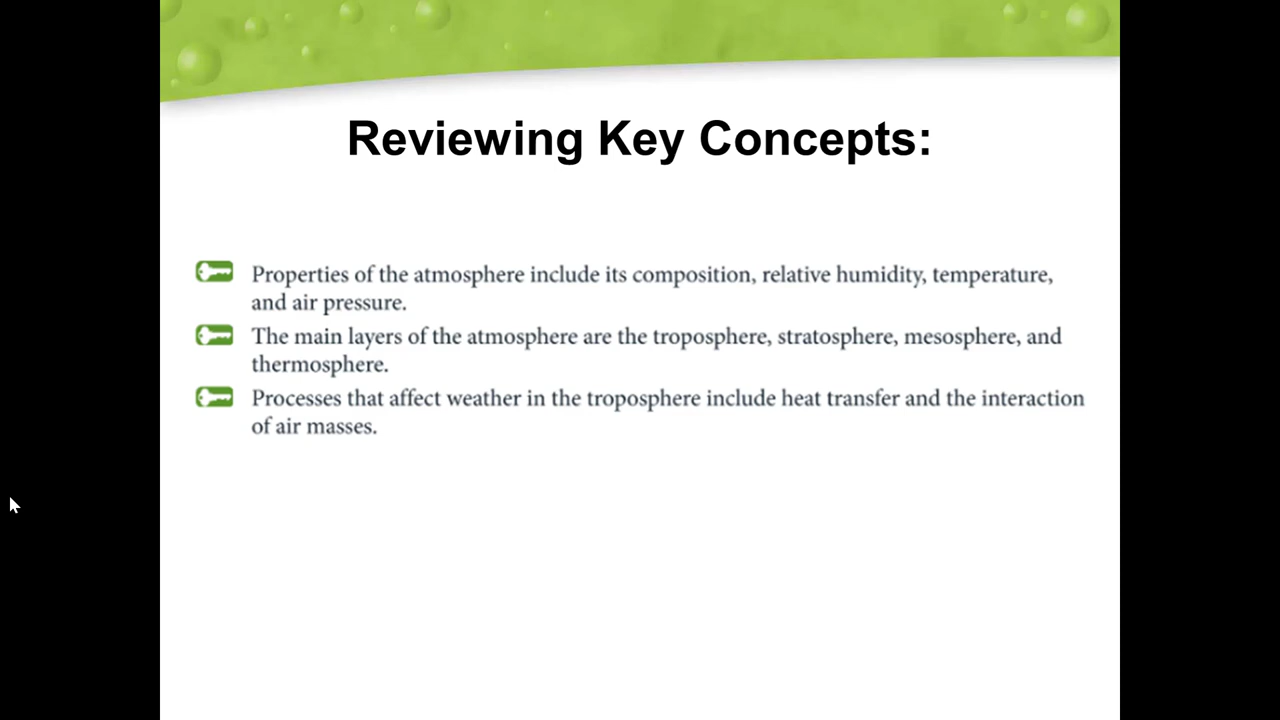 Reviewing Key Concepts:
Properties of the atmosphere include its composition, relative humidity, temperature,
and air pressure.
The main layers of the atmosphere are the troposphere, stratosphere, mesosphere, and
thermosphere.
Processes that affect weather in the troposphere include heat transfer and the interaction
of air masses.